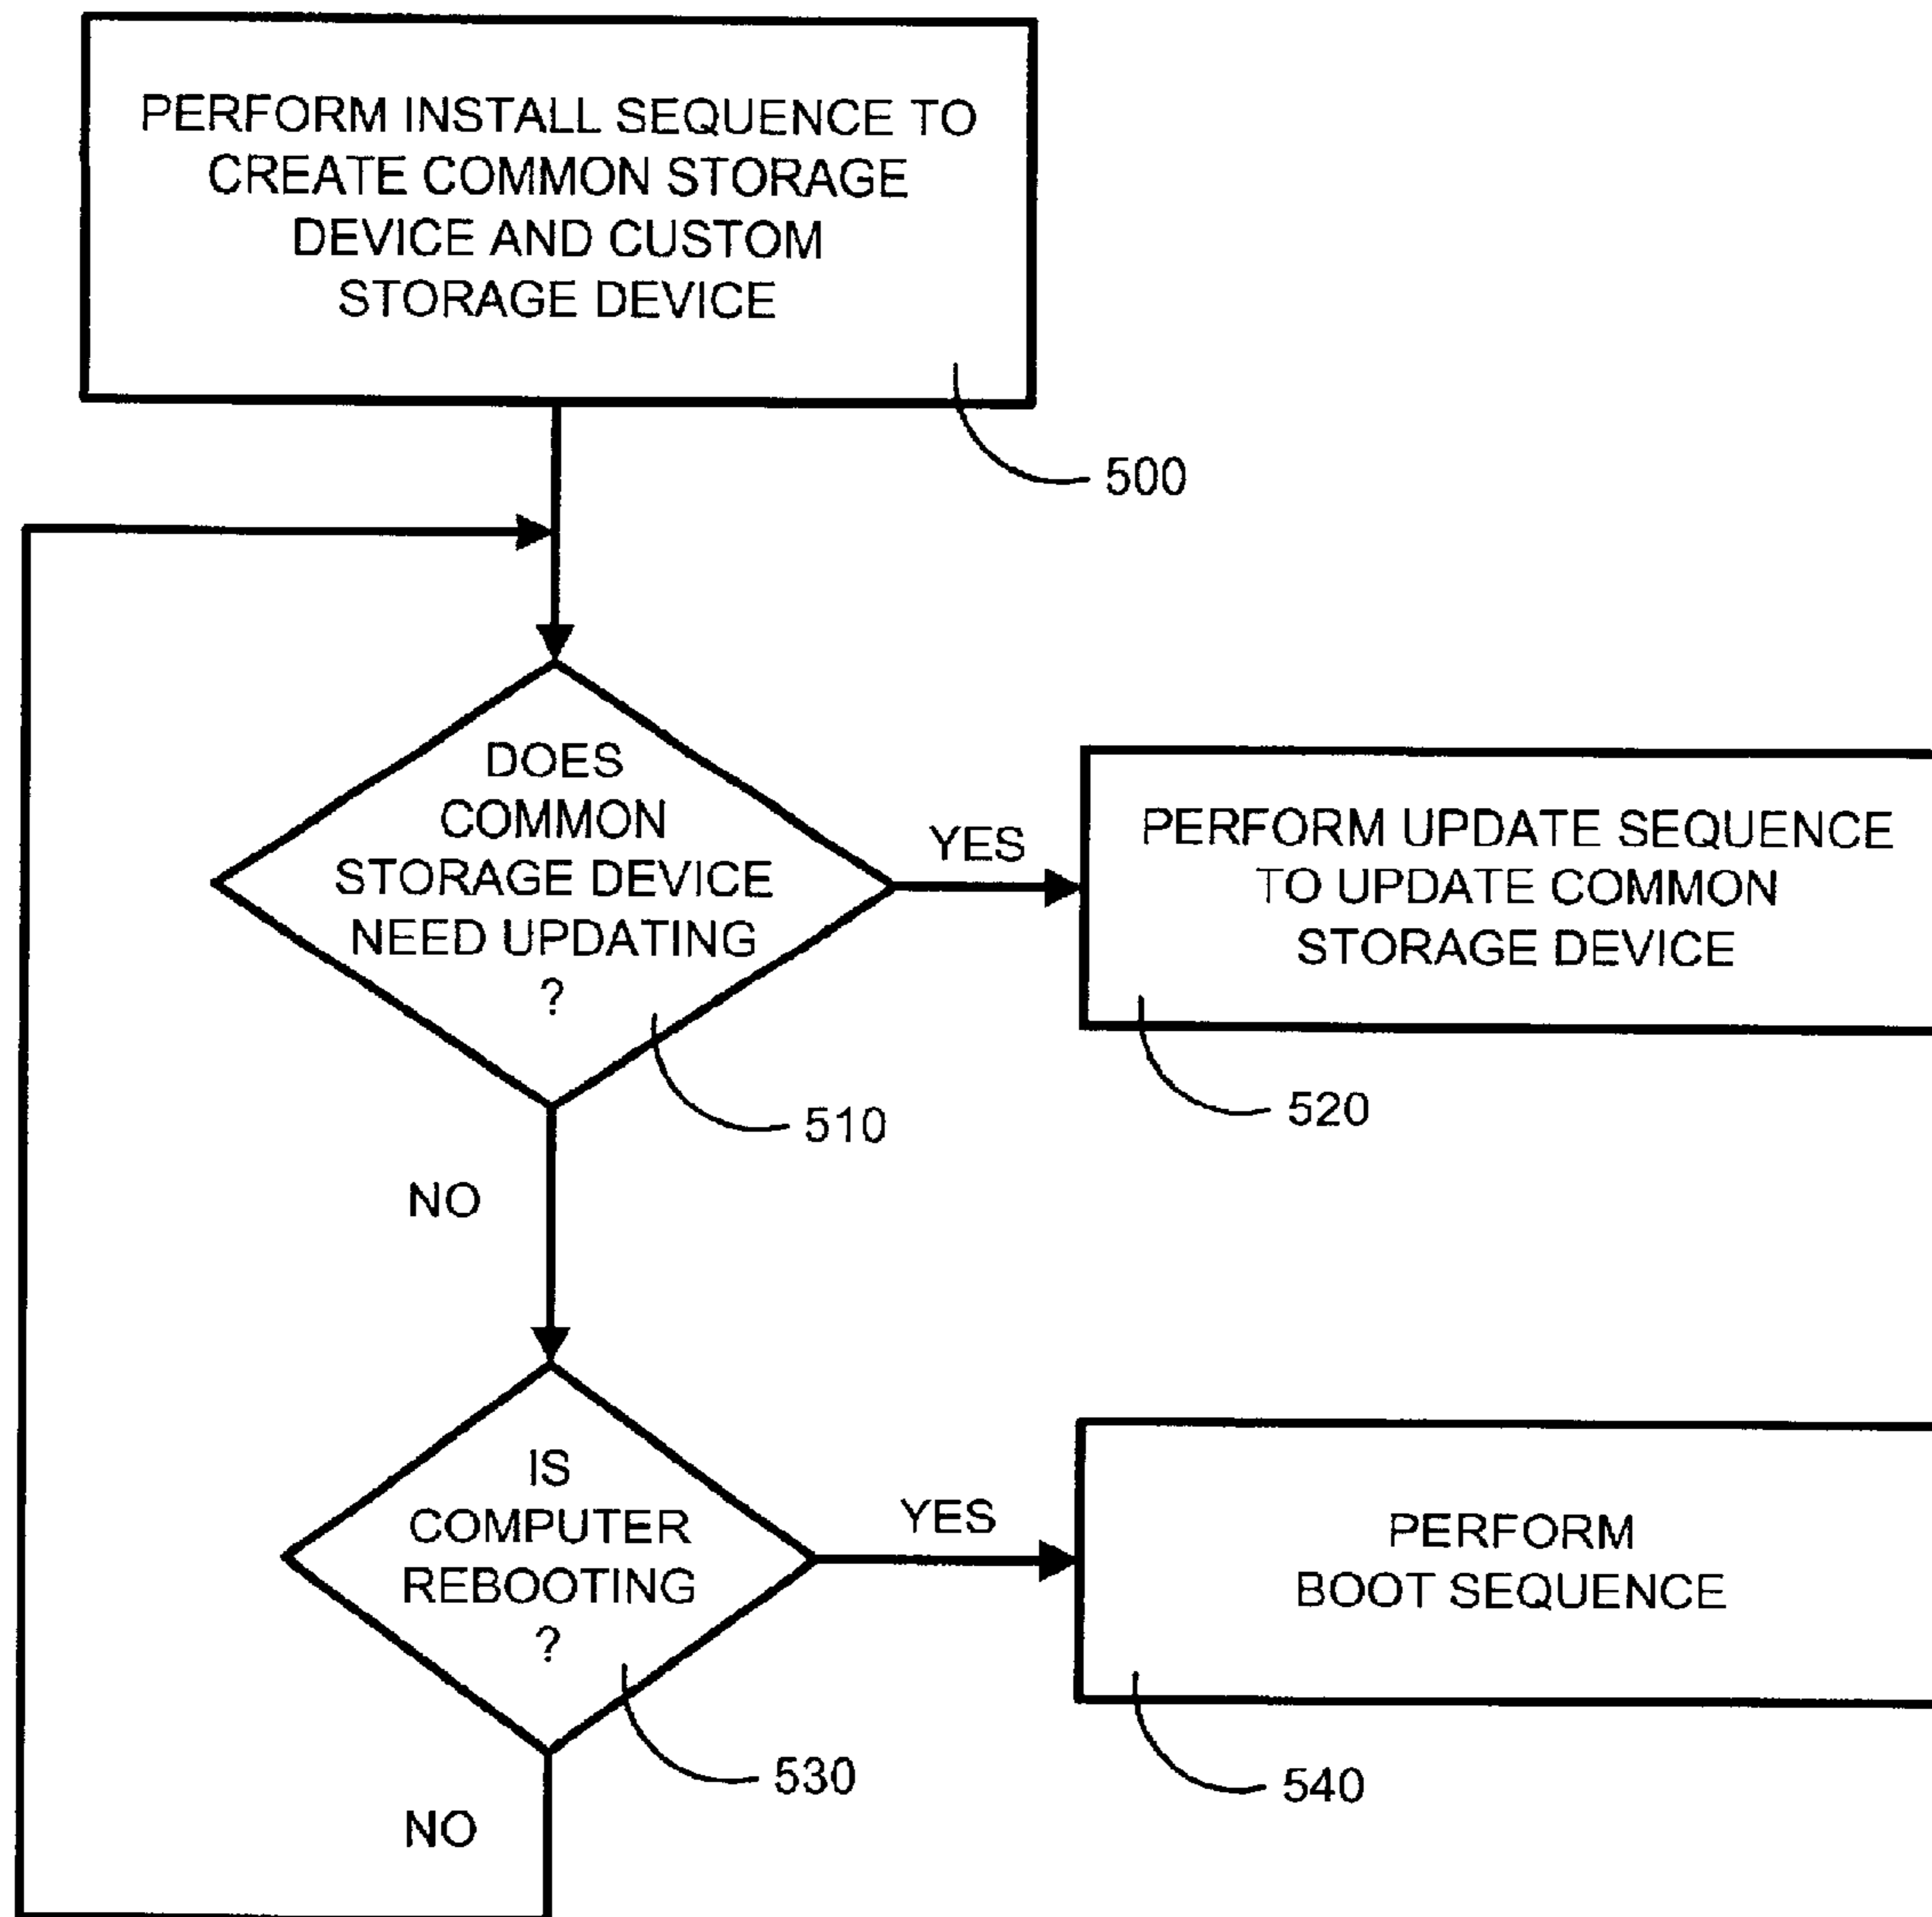 PERFORM INSTALL SEQUENCE TO
CREATE COMMON STORAGE
DEVICE AND CUSTOM
STORAGE DEVICE
500
DOES
COMMON
STORAGE DEVICE
NEED UPDATING
?
510
YES
PERFORM UPDATE SEQUENCE
TO UPDATE COMMON
STORAGE DEVICE
520
NO
IS
COMPUTER
REBOOTING
?
530
YES
PERFORM
BOOT SEQUENCE
540
NO